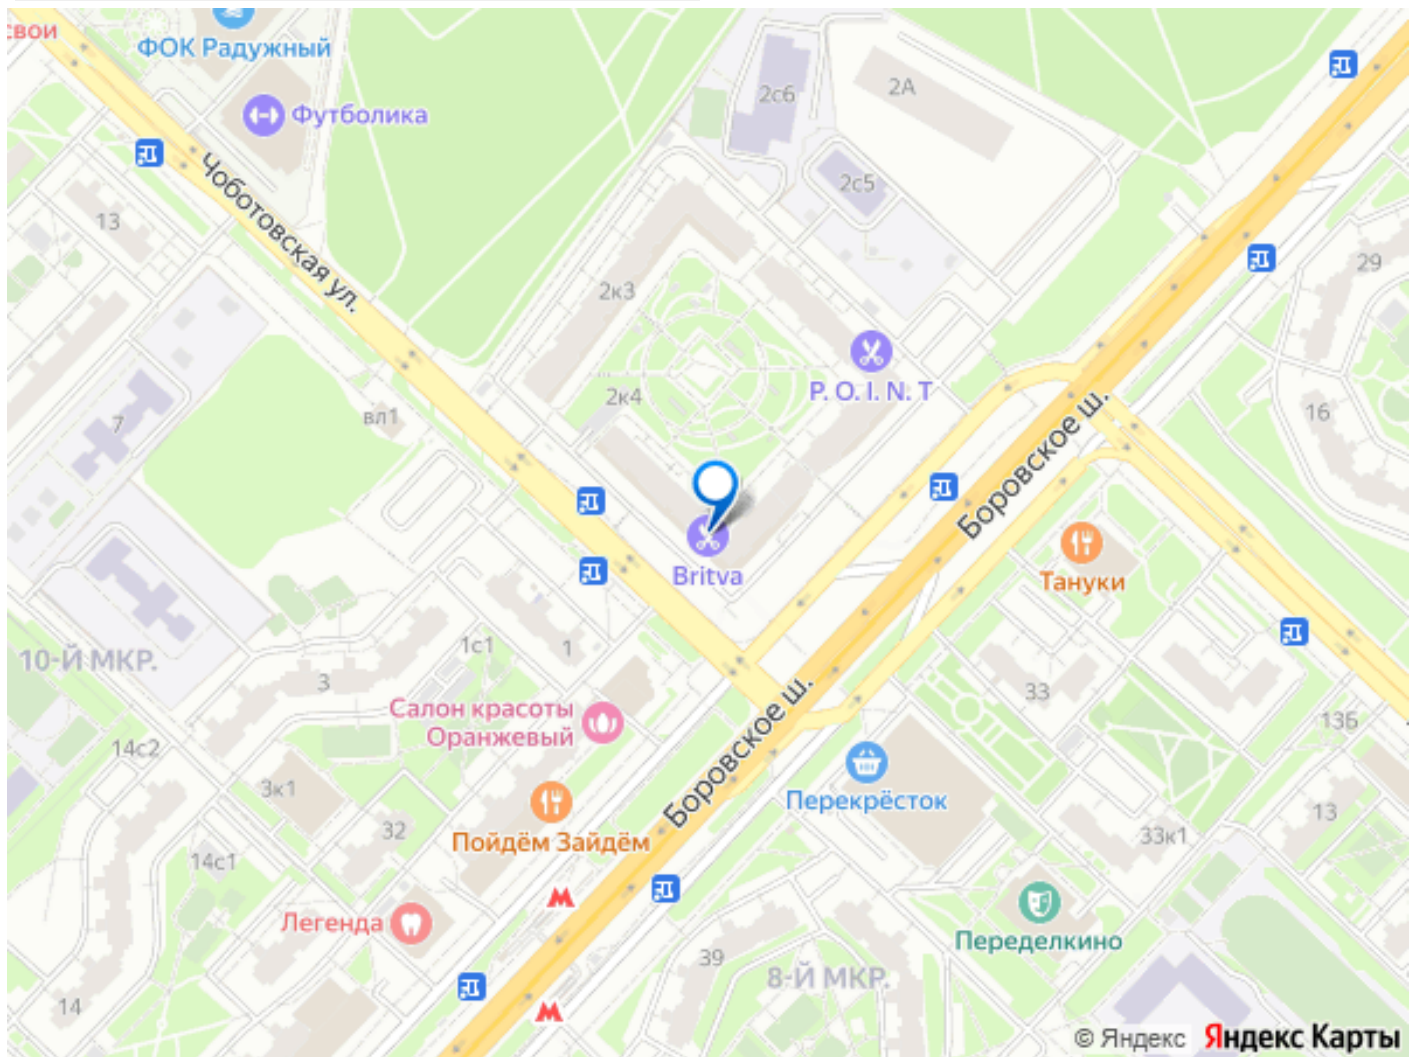 свои
ФОК Радужный
Футболика
2с6
2А
2с5
13
Чоботовская ул.
2к3
29
P. O. I. N. T
2к4
вл1
7
16
Боровское ш.
Britva
Тануки
10-Й МКР.
1с1
1
3
33
Салон красоты
Оранжевый
Боровское ш.
13Б
14с2
3к1
Перекрёсток
32
Пойдём Зайдём
13
33к1
14с1
Легенда
Переделкино
39
8-Й МКР.
14
© Яндекс Яндекс Карты